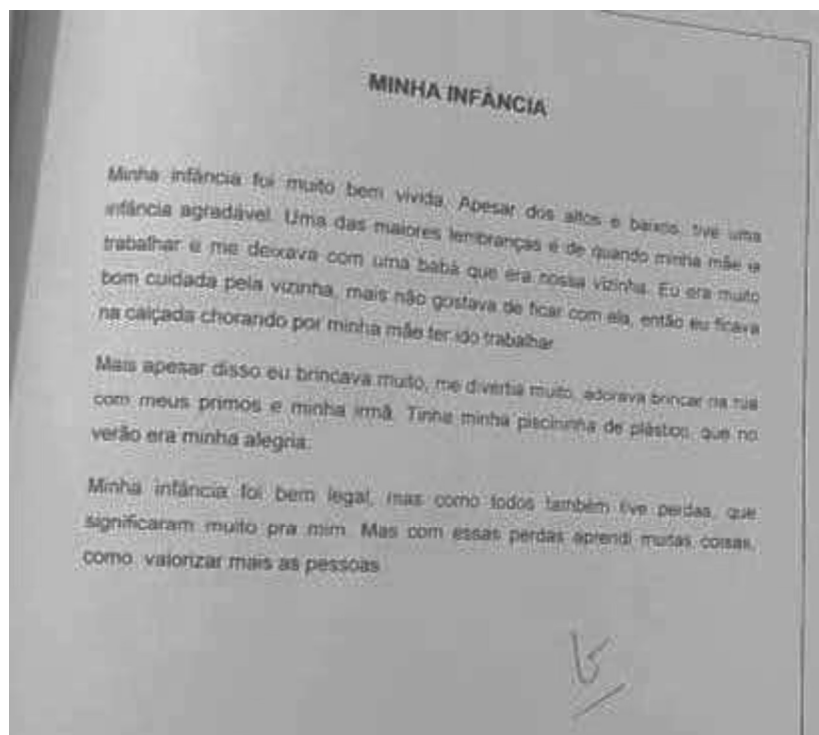 MINHA INFÂNCIA
Minha infância foi muito bem vivida. Apesar dos altos e baixos, tive uma
infância agradável. Uma das maiores lembranças é de quando minha mãe ia
trabalhar e me deixava com uma babá que era nossa vizinha. Eu era muito
bom cuidada pela vizinha, mais não gostava de ficar com ela, então eu ficava
na calçada chorando por minha mãe ter ido trabalhar.
Mais apesar disso eu brincava muito, me divertia muito, adorava brincar na rua
com meus primos e minha irmã. Tinha minha piscininha de plástico, que no
verão era minha alegria.
Minha infância foi bem legal, mas como todos também tive perdas, que
significaram muito pra mim. Mas com essas perdas aprendi muitas coisas,
como valorizar mais as pessoas